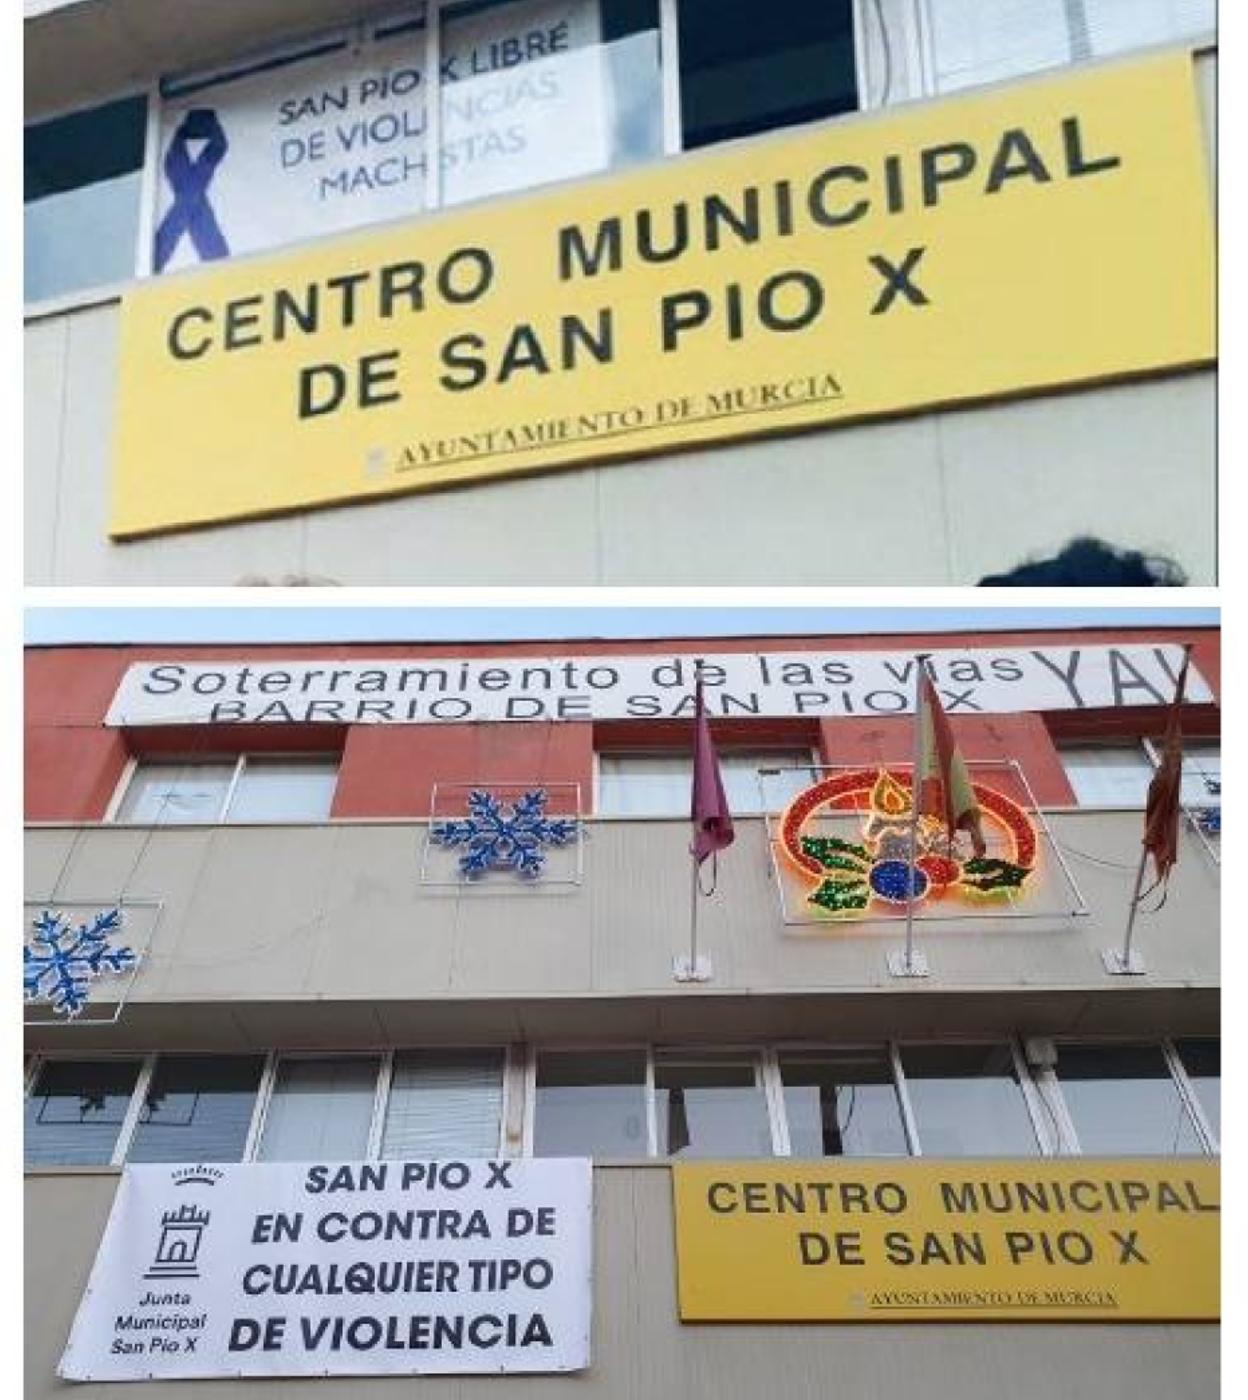 SAN PIO X LIBRE
DE VIOLENCIAS
MACHISTAS
CENTRO MUNICIPAL
DE SAN PIO X
AYUNTAMIENTO DE MURCIA
Soterramiento de las vías YA!
BARRIO DE SAN PIO X
SAN PIO X
EN CONTRA DE
CUALQUIER TIPO
DE VIOLENCIA
Junta
Municipal
San Pío X
CENTRO MUNICIPAL
DE SAN PIO X
AYUNTAMIENTO DE MURCIA